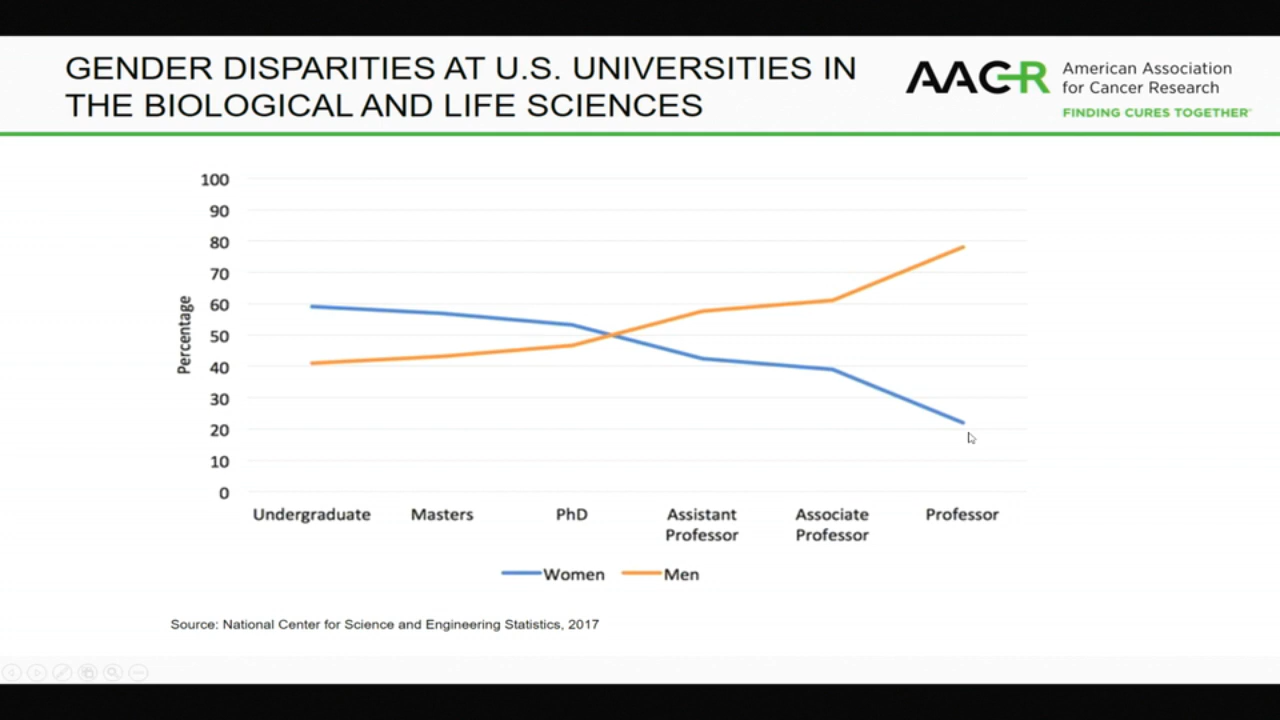 GENDER DISPARITIES AT U.S. UNIVERSITIES IN
THE BIOLOGICAL AND LIFE SCIENCES
AACR
American Association
for Cancer Research
FINDING CURES TOGETHER™
100
90
80
70
60
50
40
30
20
10
0
Percentage
Undergraduate
Masters
PhD
Assistant
Professor
Associate
Professor
Professor
Women
Men
Source: National Center for Science and Engineering Statistics, 2017